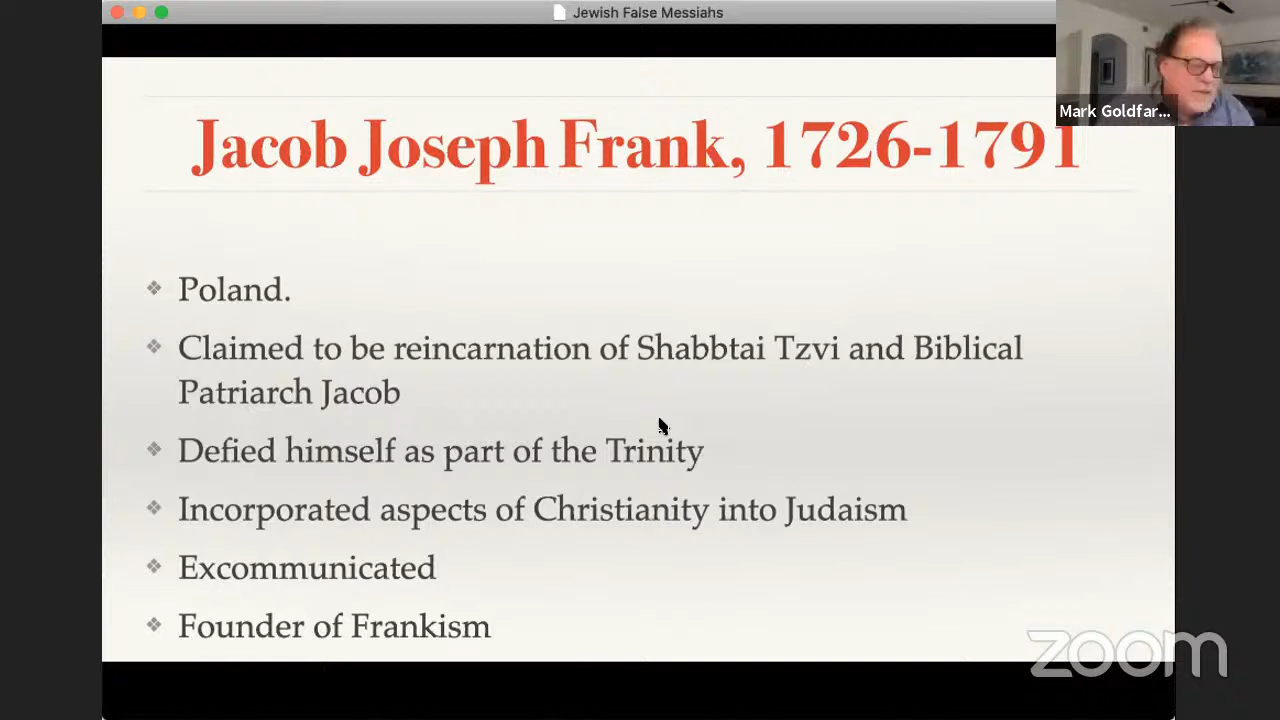 Jewish False Messiahs
Mark Goldfar...
Jacob Joseph Frank, 1726-1791
Poland.
Claimed to be reincarnation of Shabbtai Tzvi and Biblical
Patriarch Jacob
Defied himself as part of the Trinity
Incorporated aspects of Christianity into Judaism
Excommunicated
Founder of Frankism
zoom